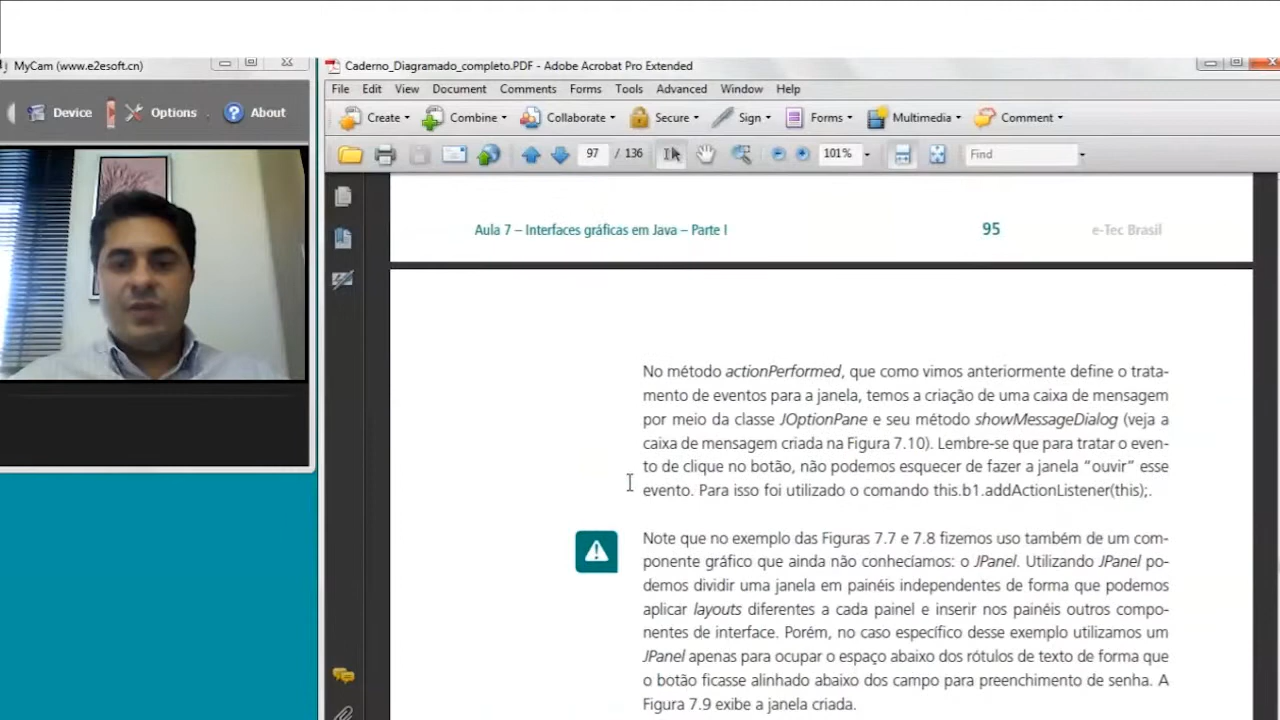 MyCam (www.e2esoft.cn)
Device
Options
About
Caderno_Diagramado_completo.PDF - Adobe Acrobat Pro Extended
File Edit View Document Comments Forms Tools Advanced Window Help
Create Combine Collaborate Secure Sign Forms Multimedia Comment
97 / 136 101% Find
Aula 7 – Interfaces gráficas em Java – Parte I 95 e-Tec Brasil
No método actionPerformed, que como vimos anteriormente define o trata-
mento de eventos para a janela, temos a criação de uma caixa de mensagem
por meio da classe JOptionPane e seu método showMessageDialog (veja a
caixa de mensagem criada na Figura 7.10). Lembre-se que para tratar o even-
to de clique no botão, não podemos esquecer de fazer a janela “ouvir” esse
evento. Para isso foi utilizado o comando this.b1.addActionListener(this);.
Note que no exemplo das Figuras 7.7 e 7.8 fizemos uso também de um com-
ponente gráfico que ainda não conhecíamos: o JPanel. Utilizando JPanel po-
demos dividir uma janela em painéis independentes de forma que podemos
aplicar layouts diferentes a cada painel e inserir nos painéis outros compo-
nentes de interface. Porém, no caso específico desse exemplo utilizamos um
JPanel apenas para ocupar o espaço abaixo dos rótulos de texto de forma que
o botão ficasse alinhado abaixo dos campo para preenchimento de senha. A
Figura 7.9 exibe a janela criada.